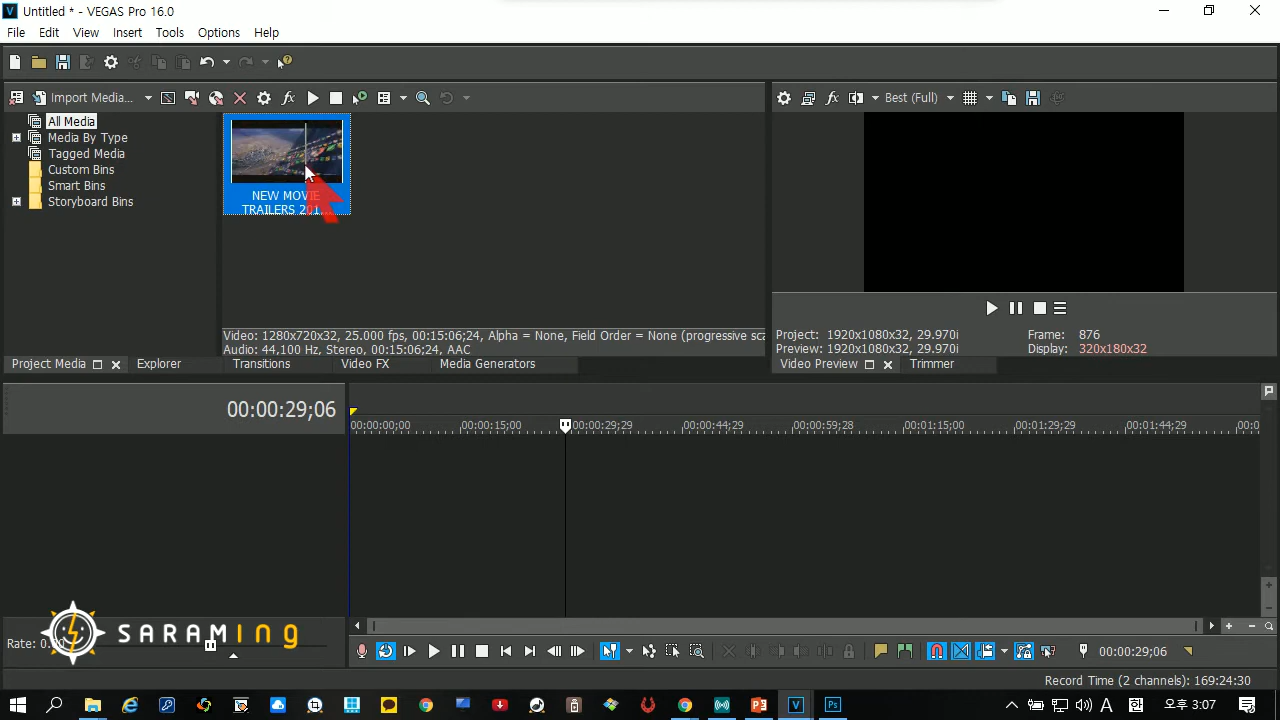 Untitled * - VEGAS Pro 16.0
File Edit View Insert Tools Options Help
Import Media...
Best (Full)
All Media
Media By Type
Tagged Media
Custom Bins
Smart Bins
Storyboard Bins
NEW MOVIE
TRAILERS 201...
Video: 1280x720x32, 25.000 fps, 00:15:06;24, Alpha = None, Field Order = None (progressive sca
Audio: 44,100 Hz, Stereo, 00:15:06;24, AAC
Project: 1920x1080x32, 29.970i Frame: 876
Preview: 1920x1080x32, 29.970i Display: 320x180x32
Project Media Explorer Transitions Video FX Media Generators
Video Preview Trimmer
00:00:29;06
00:00:00;00 00:00:15;00 00:00:29;29 00:00:44;29 00:00:59;28 00:01:15;00 00:01:29;29 00:01:44;29 00:0
SARAMING
Rate: 0.00
00:00:29;06
Record Time (2 channels): 169:24:30
A 한 오후 3:07